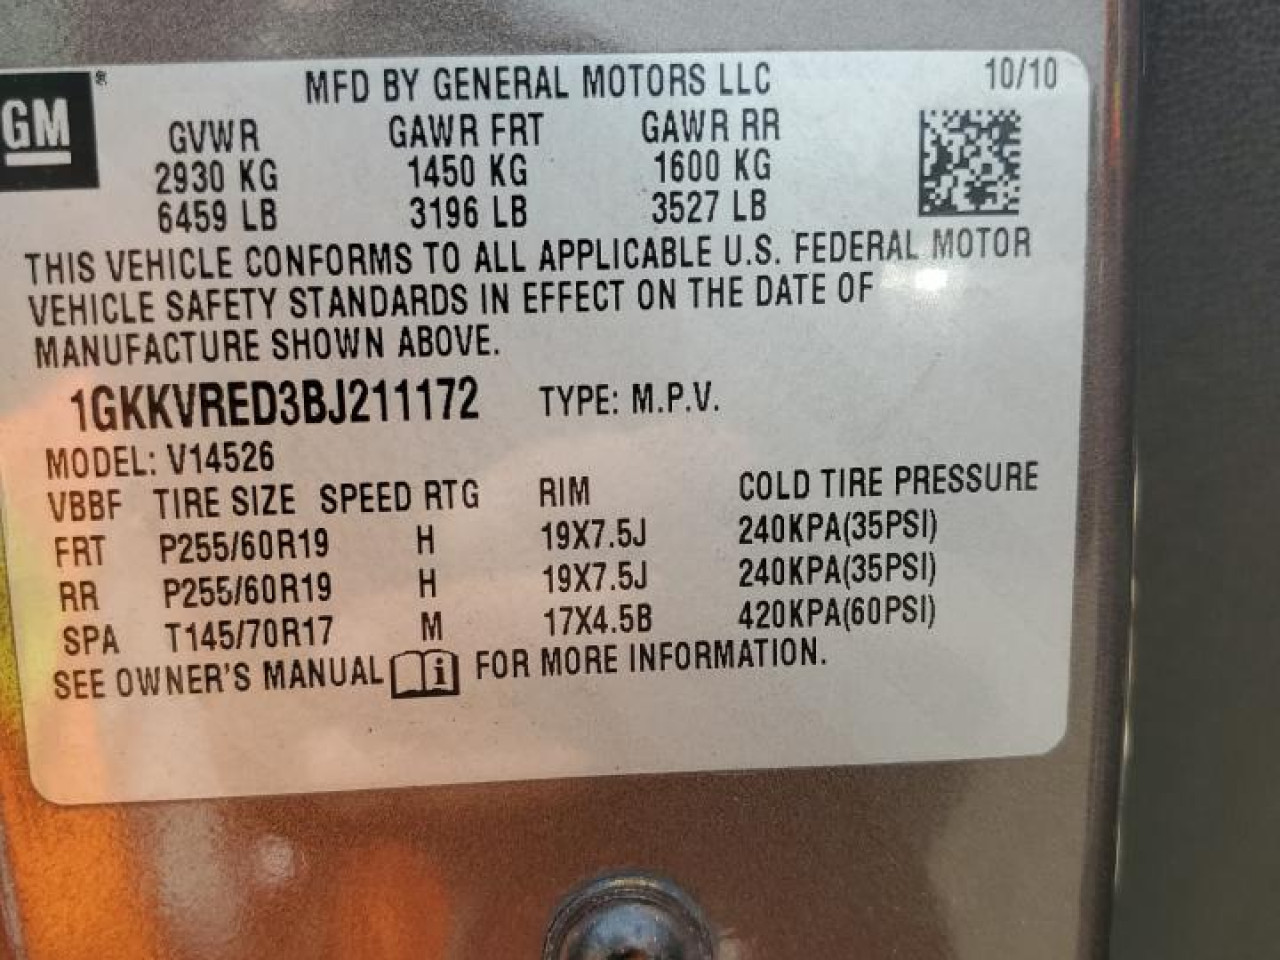 GM ® MFD BY GENERAL MOTORS LLC 10/10
GVWR GAWR FRT GAWR RR
2930 KG 1450 KG 1600 KG
6459 LB 3196 LB 3527 LB
THIS VEHICLE CONFORMS TO ALL APPLICABLE U.S. FEDERAL MOTOR
VEHICLE SAFETY STANDARDS IN EFFECT ON THE DATE OF
MANUFACTURE SHOWN ABOVE.
1GKKVRED3BJ211172 TYPE: M.P.V.
MODEL: V14526
VBBF TIRE SIZE SPEED RTG RIM COLD TIRE PRESSURE
FRT P255/60R19 H 19X7.5J 240KPA(35PSI)
RR P255/60R19 H 19X7.5J 240KPA(35PSI)
SPA T145/70R17 M 17X4.5B 420KPA(60PSI)
SEE OWNER'S MANUAL i FOR MORE INFORMATION.